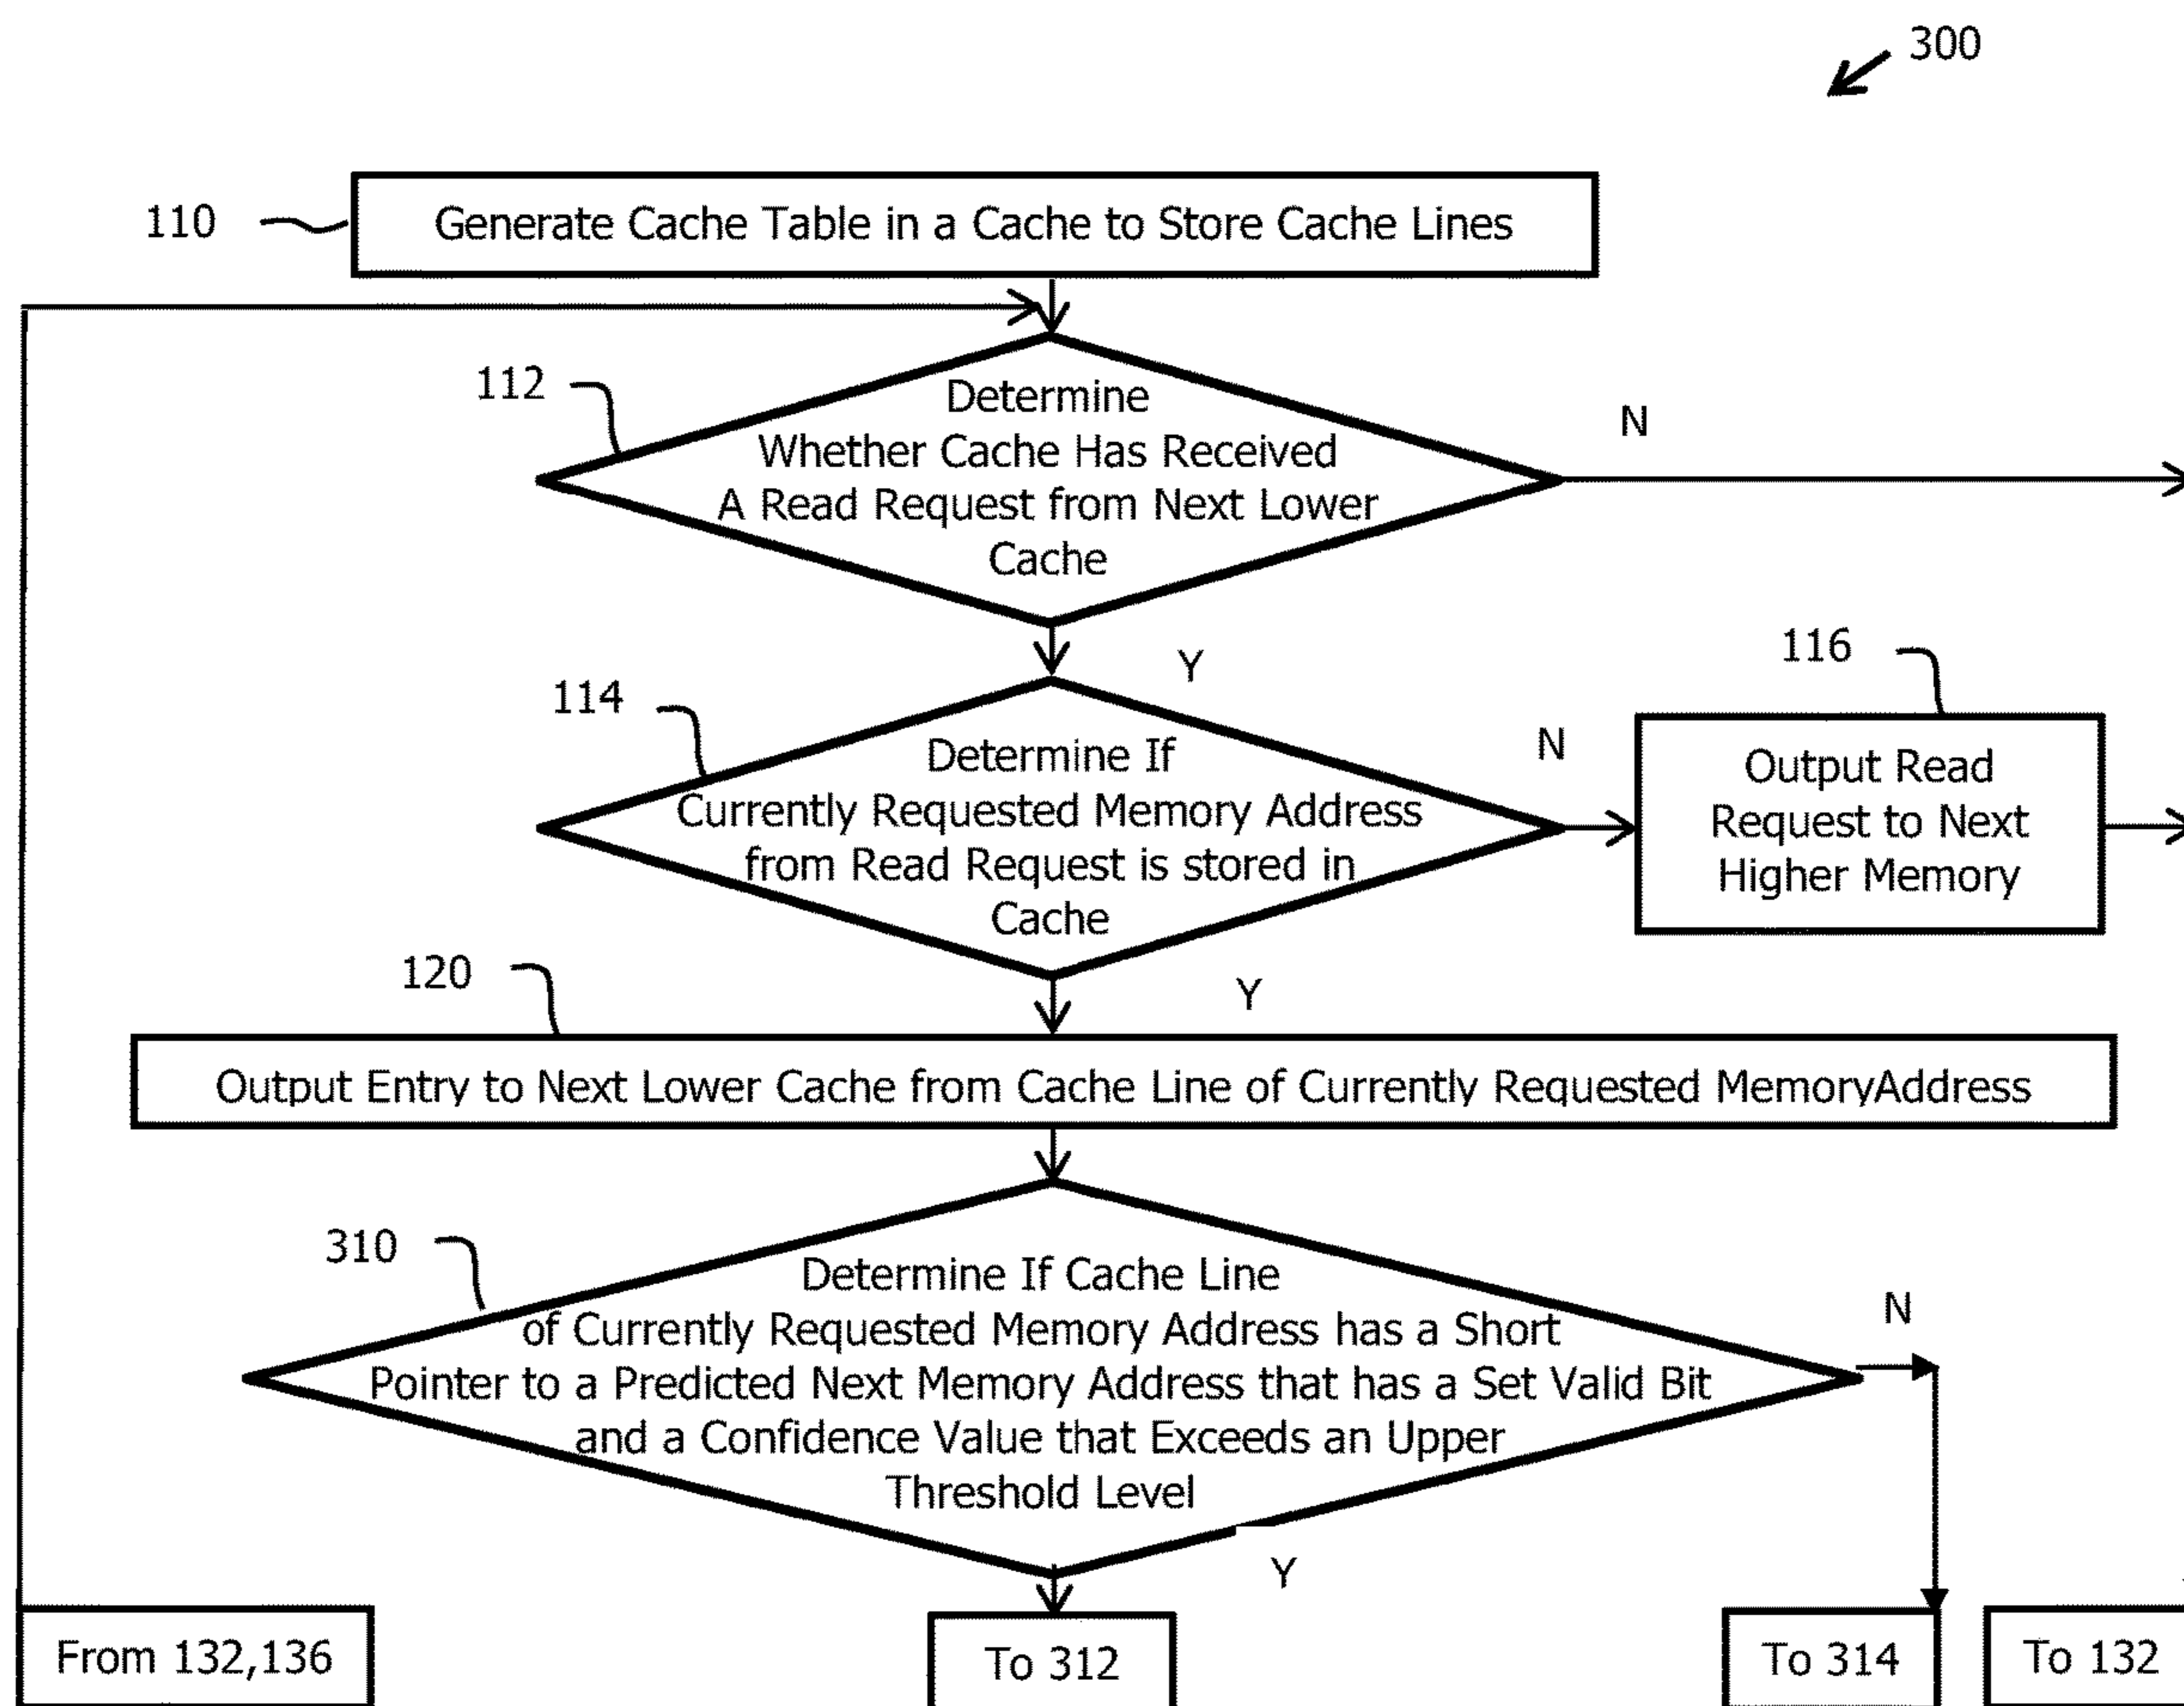 300
110
Generate Cache Table in a Cache to Store Cache Lines
112
Determine
Whether Cache Has Received
A Read Request from Next Lower
Cache
N
Y
114
Determine If
Currently Requested Memory Address
from Read Request is stored in
Cache
N
116
Output Read
Request to Next
Higher Memory
Y
120
Output Entry to Next Lower Cache from Cache Line of Currently Requested MemoryAddress
310
Determine If Cache Line
of Currently Requested Memory Address has a Short
Pointer to a Predicted Next Memory Address that has a Set Valid Bit
and a Confidence Value that Exceeds an Upper
Threshold Level
N
Y
From 132,136
To 312
To 314
To 132